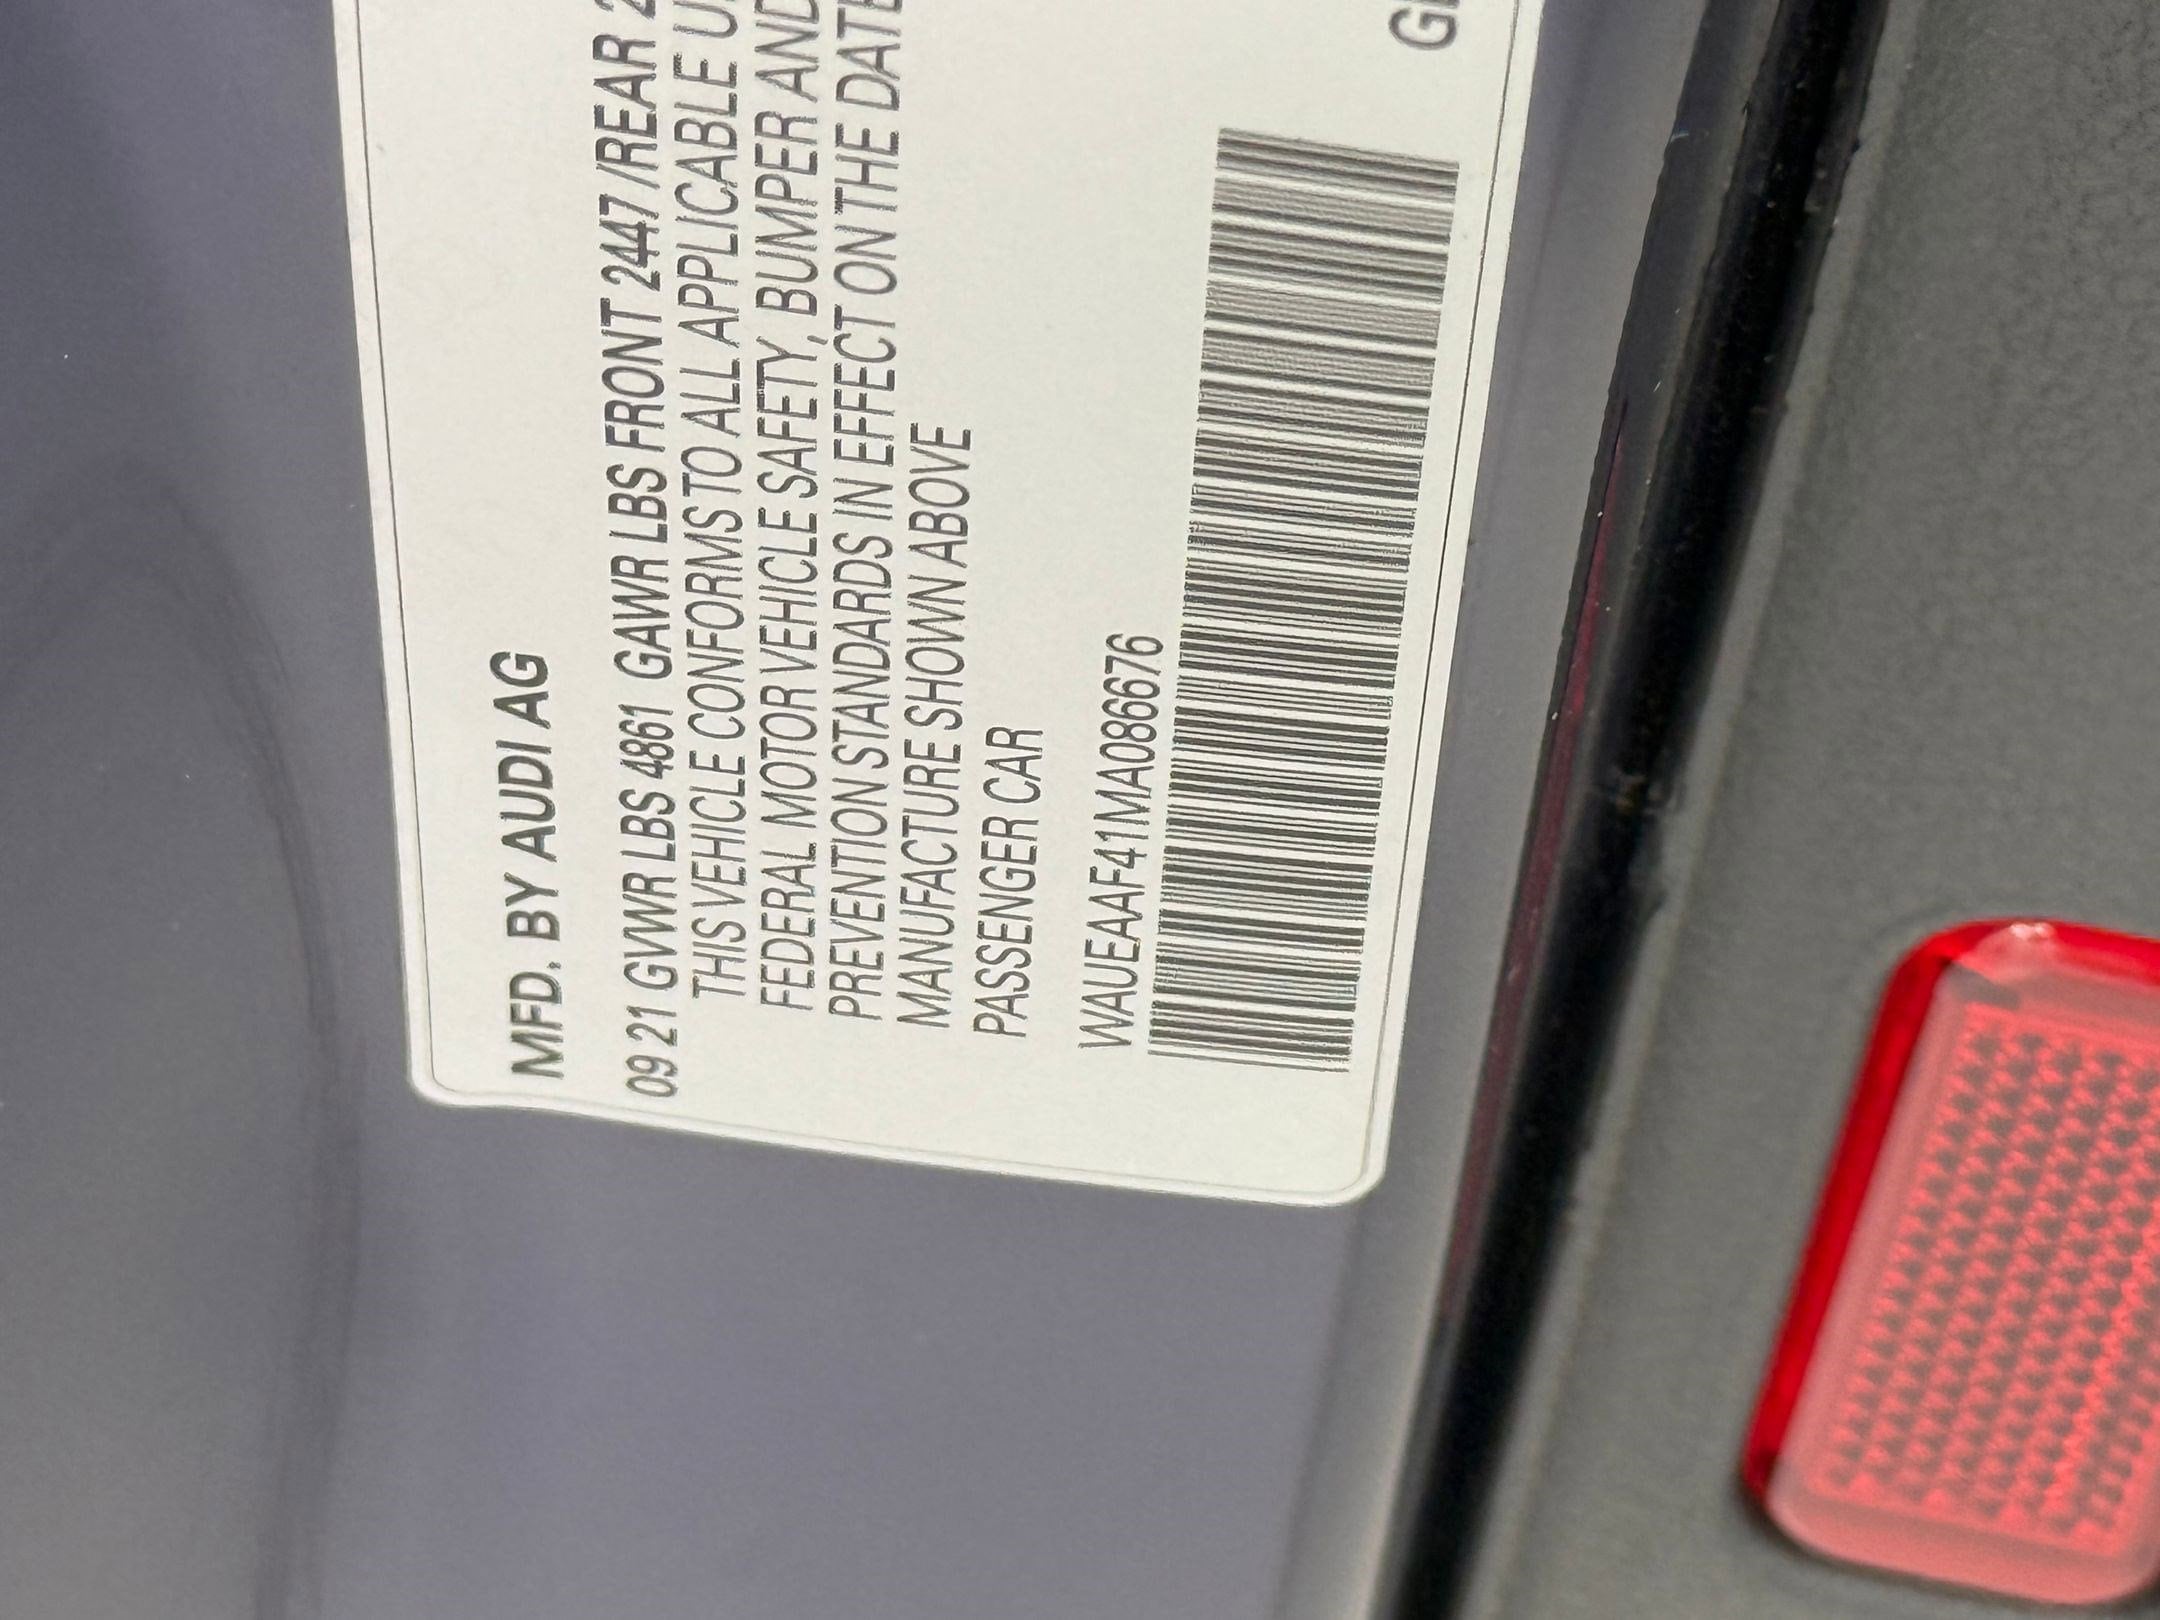 MFD. BY AUDI AG
09 21 GVWR LBS 4861 GAWR LBS FRONT 2447 /REAR
THIS VEHICLE CONFORMS TO ALL APPLICABLE
FEDERAL MOTOR VEHICLE SAFETY, BUMPER AND
PREVENTION STANDARDS IN EFFECT ON THE DATE
MANUFACTURE SHOWN ABOVE
PASSENGER CAR
WAUEAAF41MA086676